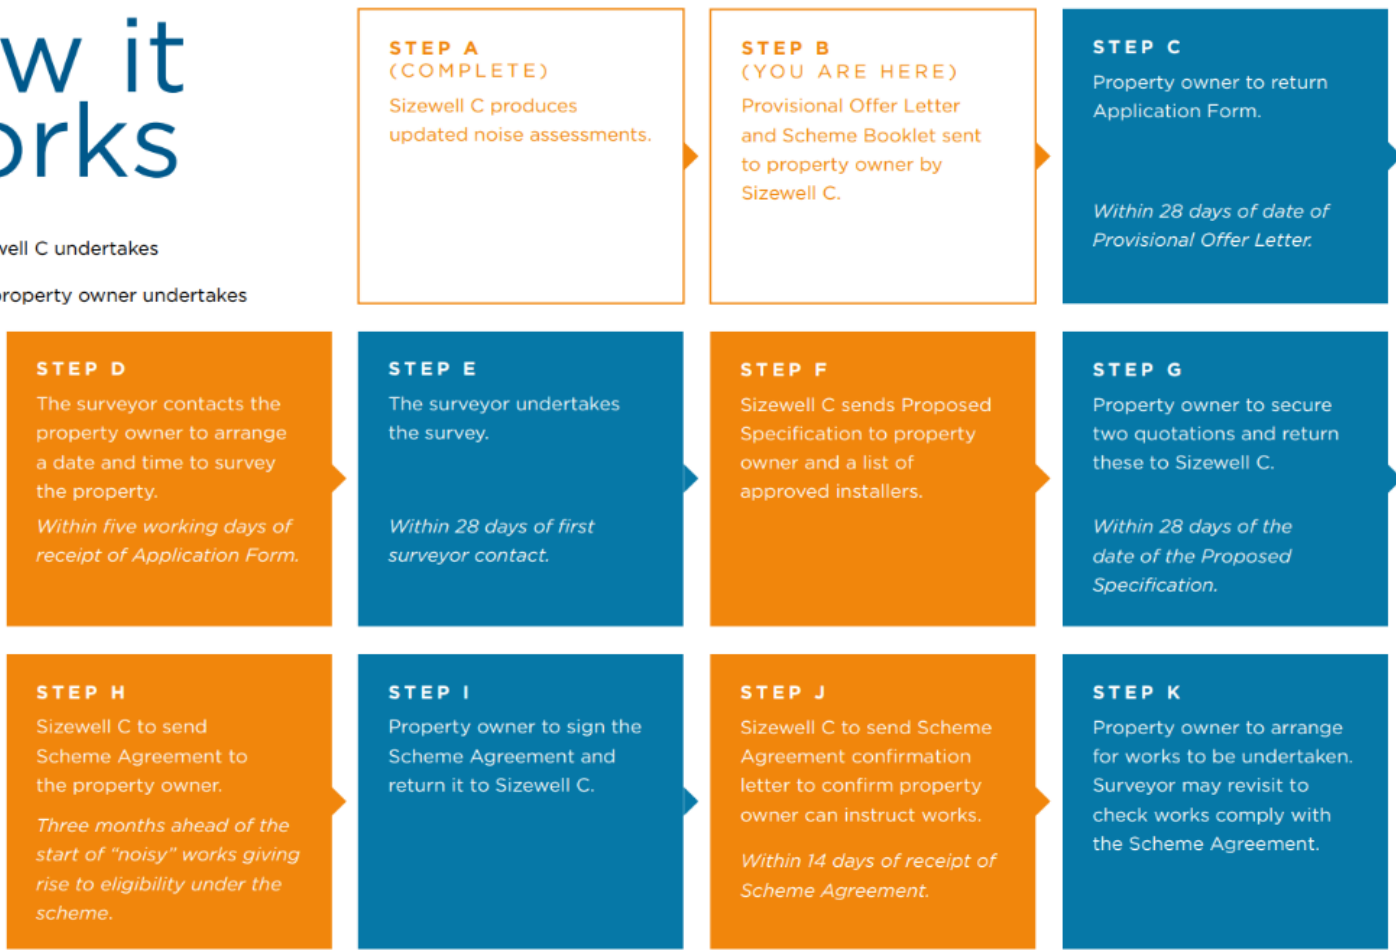 w it
orks
well C undertakes
property owner undertakes
STEP A
(COMPLETE)
Sizewell C produces
updated noise assessments.
STEP B
(YOU ARE HERE)
Provisional Offer Letter
and Scheme Booklet sent
to property owner by
Sizewell C.
STEP C
Property owner to return
Application Form.
Within 28 days of date of
Provisional Offer Letter.
STEP D
The surveyor contacts the
property owner to arrange
a date and time to survey
the property.
Within five working days of
receipt of Application Form.
STEP E
The surveyor undertakes
the survey.
Within 28 days of first
surveyor contact.
STEP F
Sizewell C sends Proposed
Specification to property
owner and a list of
approved installers.
STEP G
Property owner to secure
two quotations and return
these to Sizewell C.
Within 28 days of the
date of the Proposed
Specification.
STEP H
Sizewell C to send
Scheme Agreement to
the property owner.
Three months ahead of the
start of "noisy" works giving
rise to eligibility under the
scheme.
STEP I
Property owner to sign the
Scheme Agreement and
return it to Sizewell C.
STEP J
Sizewell C to send Scheme
Agreement confirmation
letter to confirm property
owner can instruct works.
Within 14 days of receipt of
Scheme Agreement.
STEP K
Property owner to arrange
for works to be undertaken.
Surveyor may revisit to
check works comply with
the Scheme Agreement.